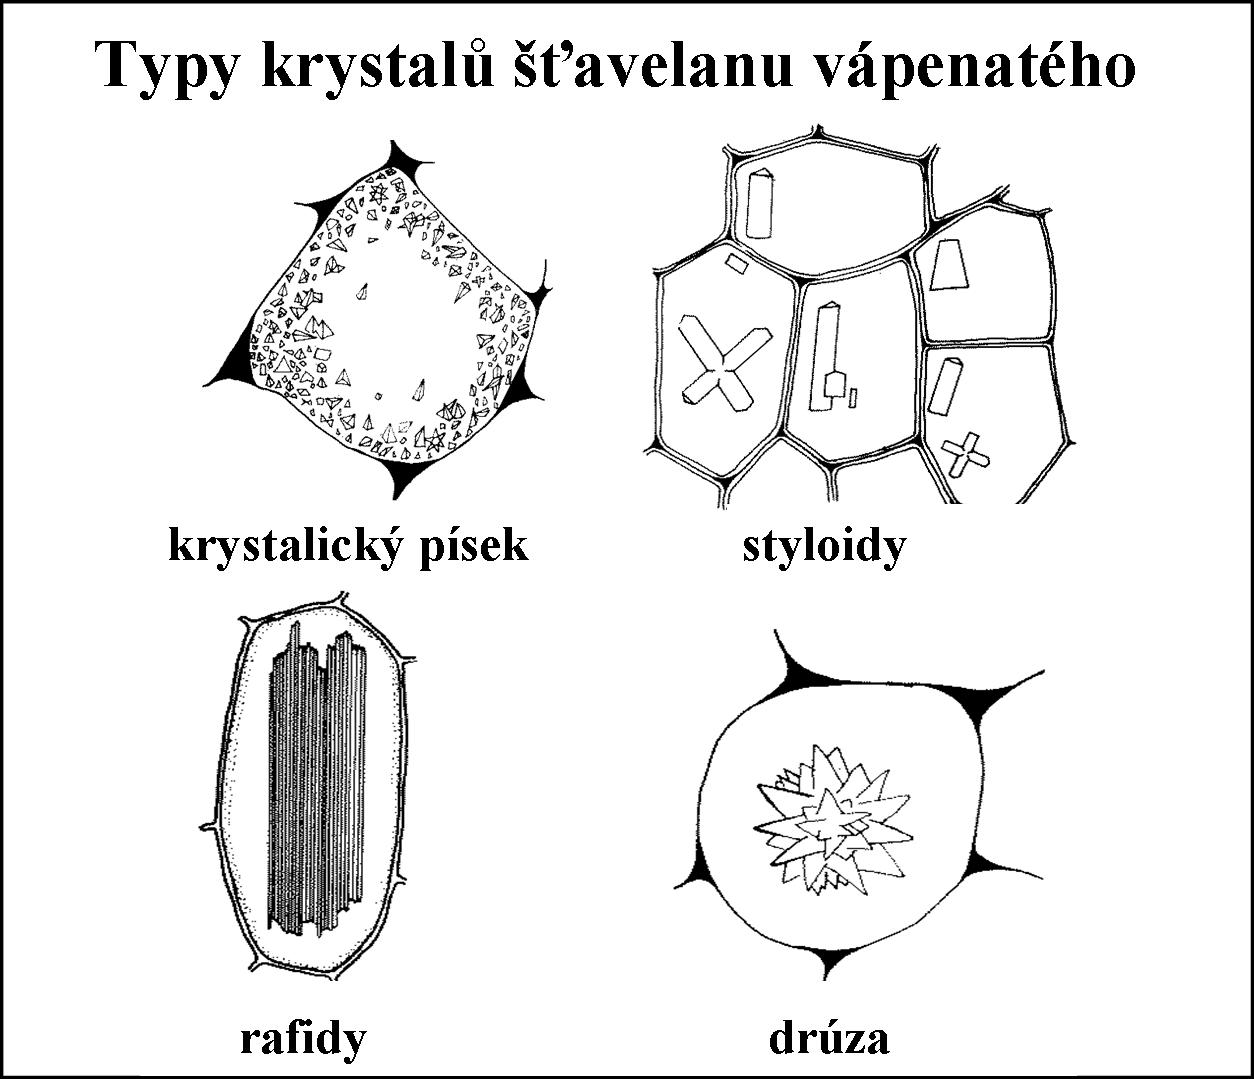 Typy krystalů šťavelanu vápenatého
krystalický písek
styloidy
rafidy
drúza